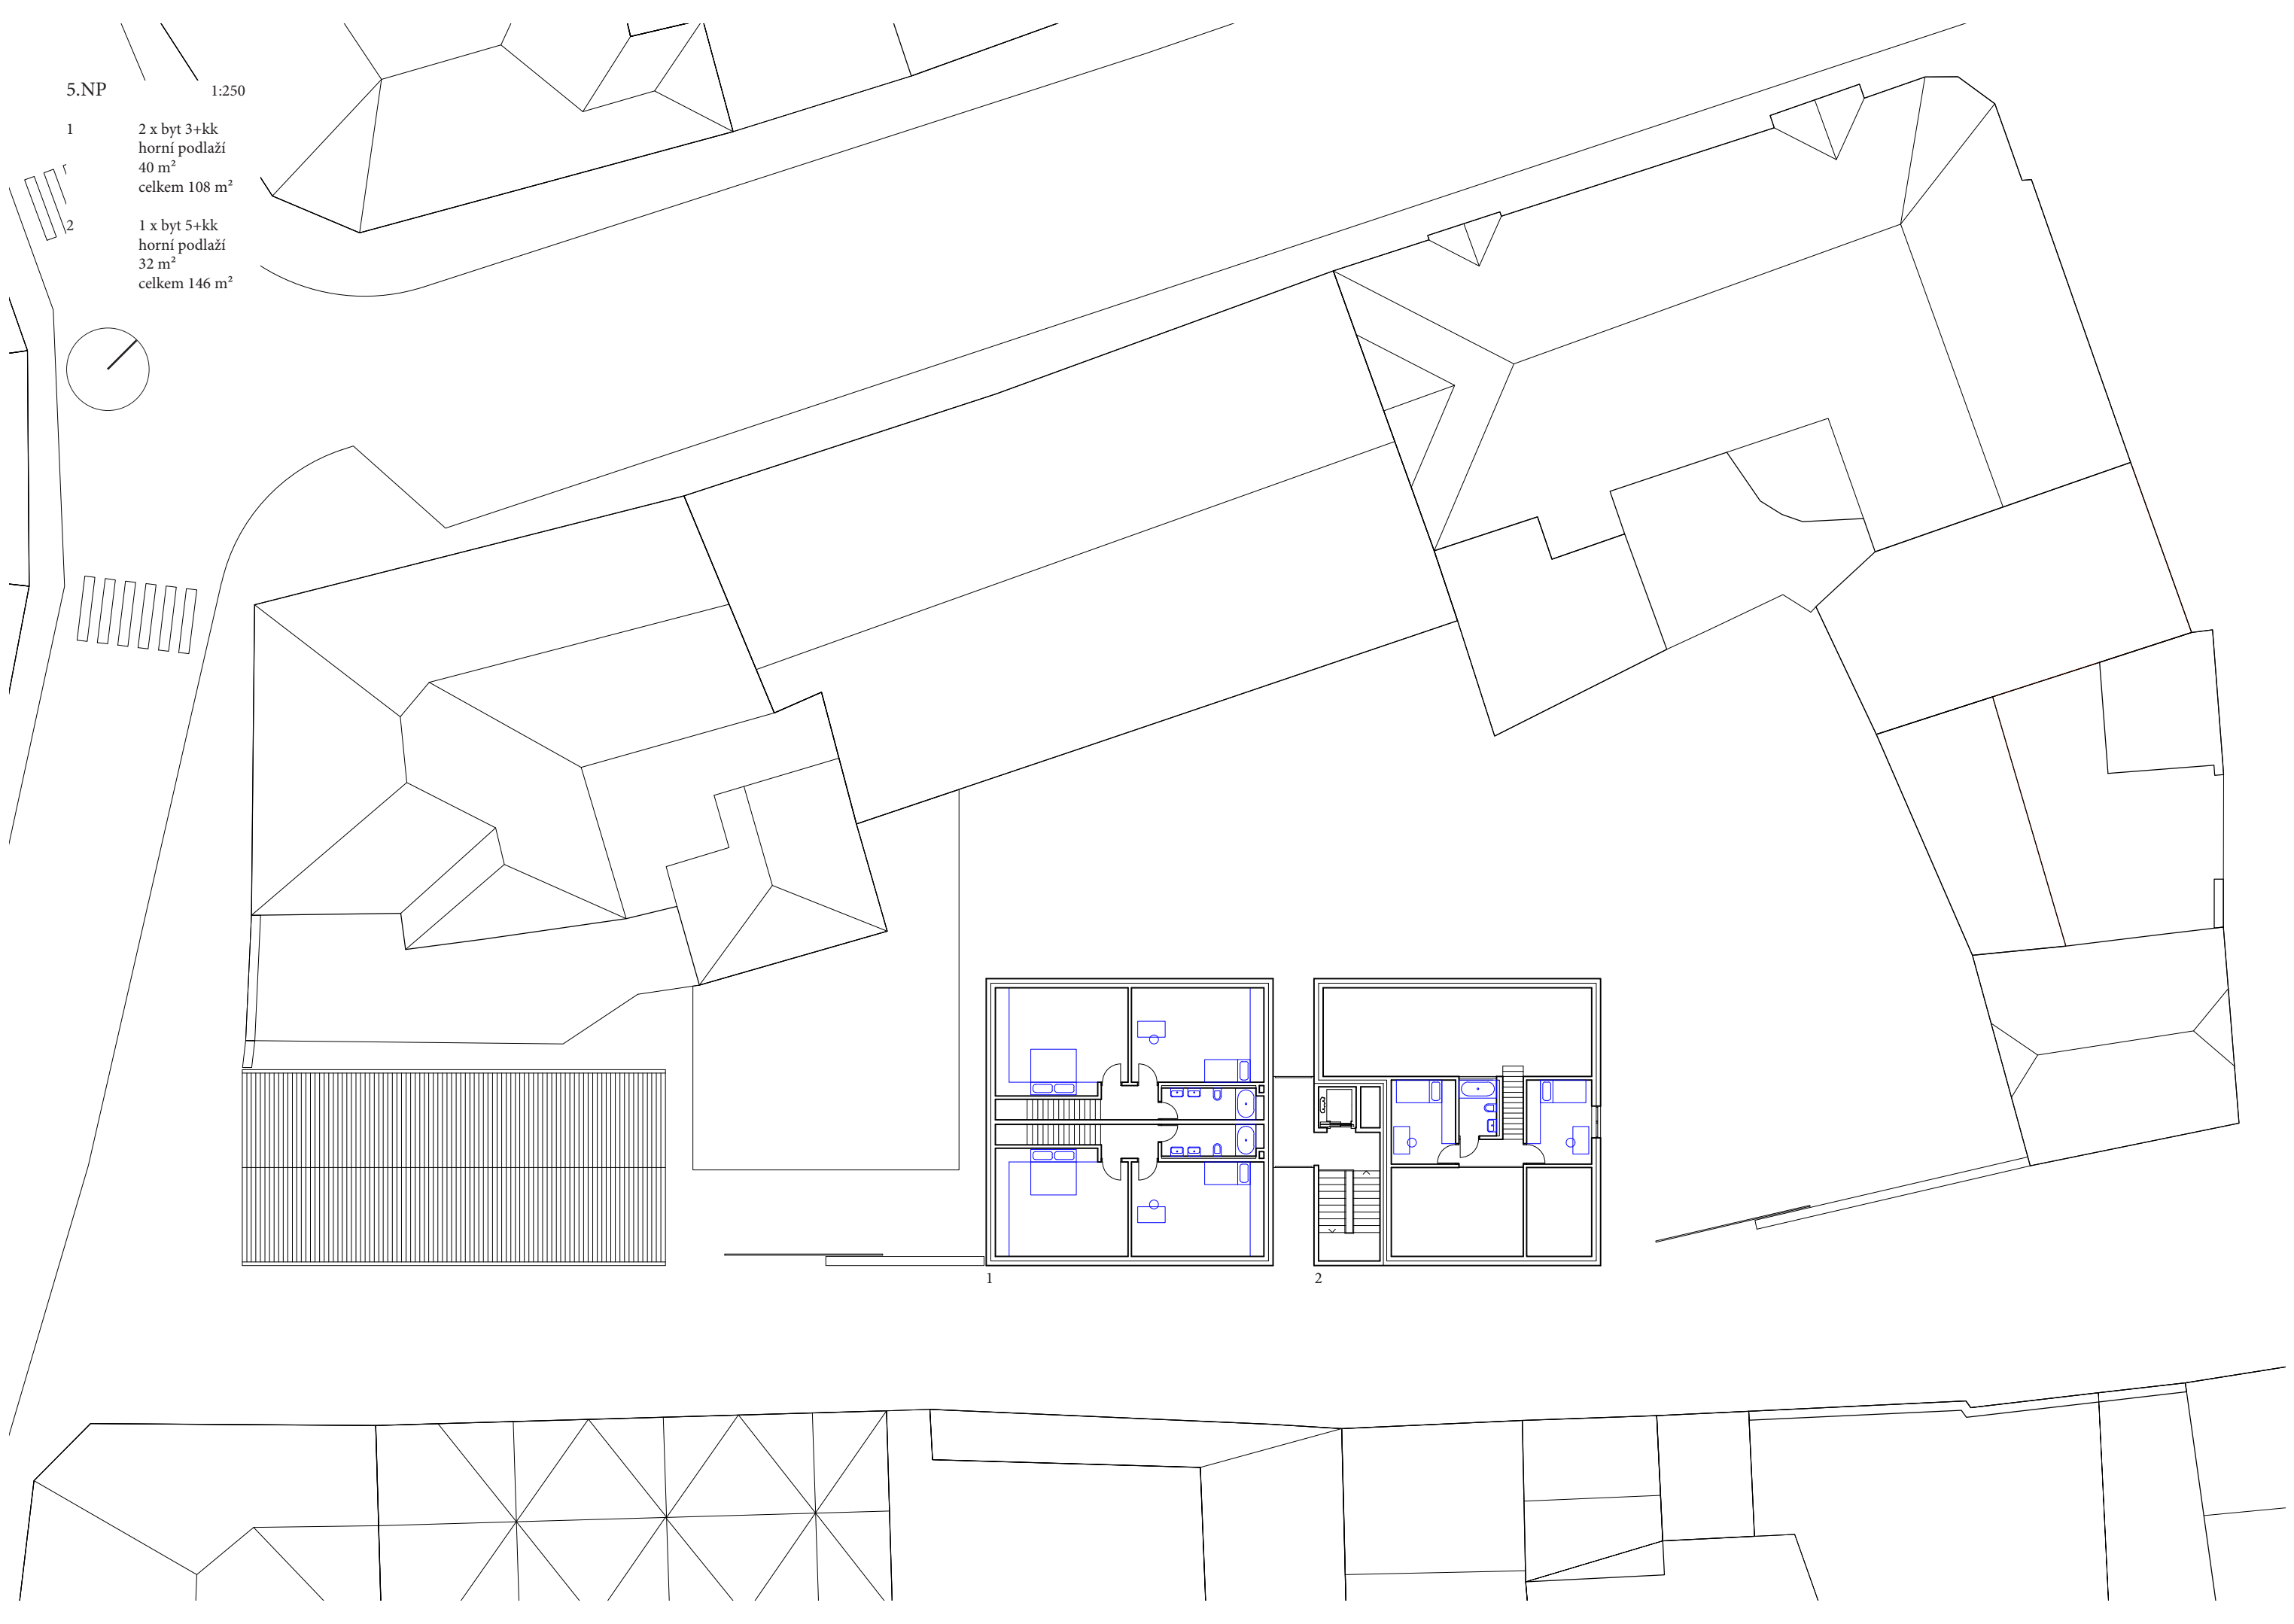 5.NP 1:250
1 2 x byt 3+kk
horní podlaží
40 m²
celkem 108 m²
2 1 x byt 5+kk
horní podlaží
32 m²
celkem 146 m²
1 2